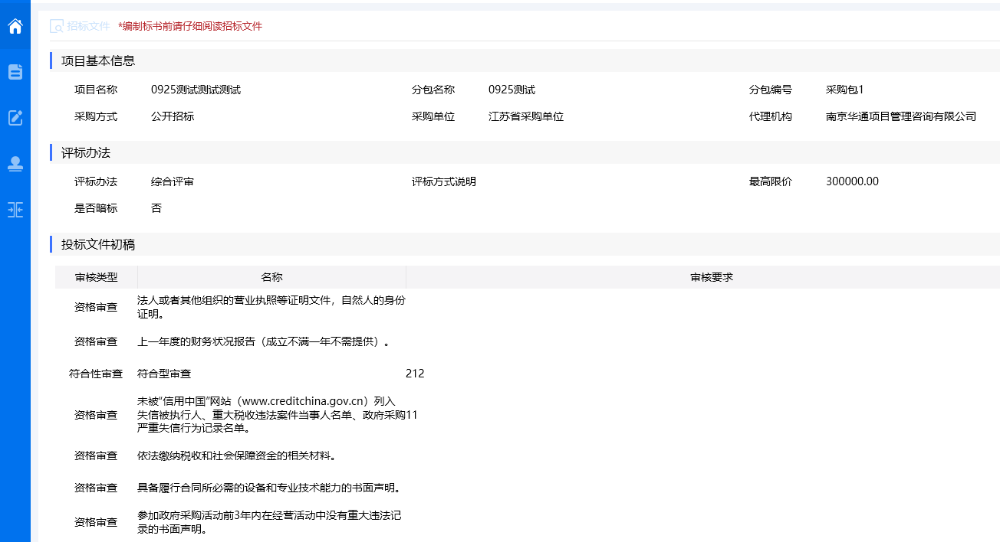 招标文件 *编制标书前请仔细阅读招标文件
项目基本信息
项目名称 0925测试测试测试 分包名称 0925测试 分包编号 采购包1
采购方式 公开招标 采购单位 江苏省采购单位 代理机构 南京华通项目管理咨询有限公司
评标办法
评标办法 综合评审 评标方式说明 最高限价 300000.00
是否暗标 否
投标文件初稿
审核类型 名称 审核要求
资格审查 法人或者其他组织的营业执照等证明文件，自然人的身份
证明。
资格审查 上一年度的财务状况报告（成立不满一年不需提供）。
符合性审查 符合型审查 212
未被“信用中国”网站（www.creditchina.gov.cn）列入
资格审查 失信被执行人、重大税收违法案件当事人名单、政府采购11
严重失信行为记录名单。
资格审查 依法缴纳税收和社会保障资金的相关材料。
资格审查 具备履行合同所必需的设备和专业技术能力的书面声明。
资格审查 参加政府采购活动前3年内在经营活动中没有重大违法记
录的书面声明。